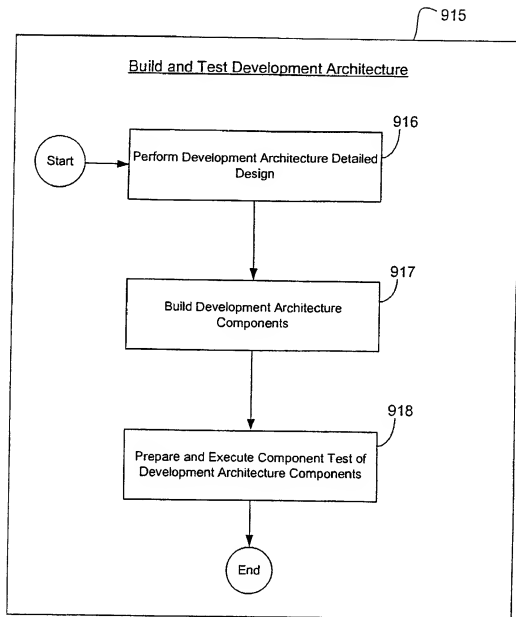 915
Build and Test Development Architecture
916
Start
Perform Development Architecture Detailed
Design
917
Build Development Architecture
Components
918
Prepare and Execute Component Test of
Development Architecture Components
End